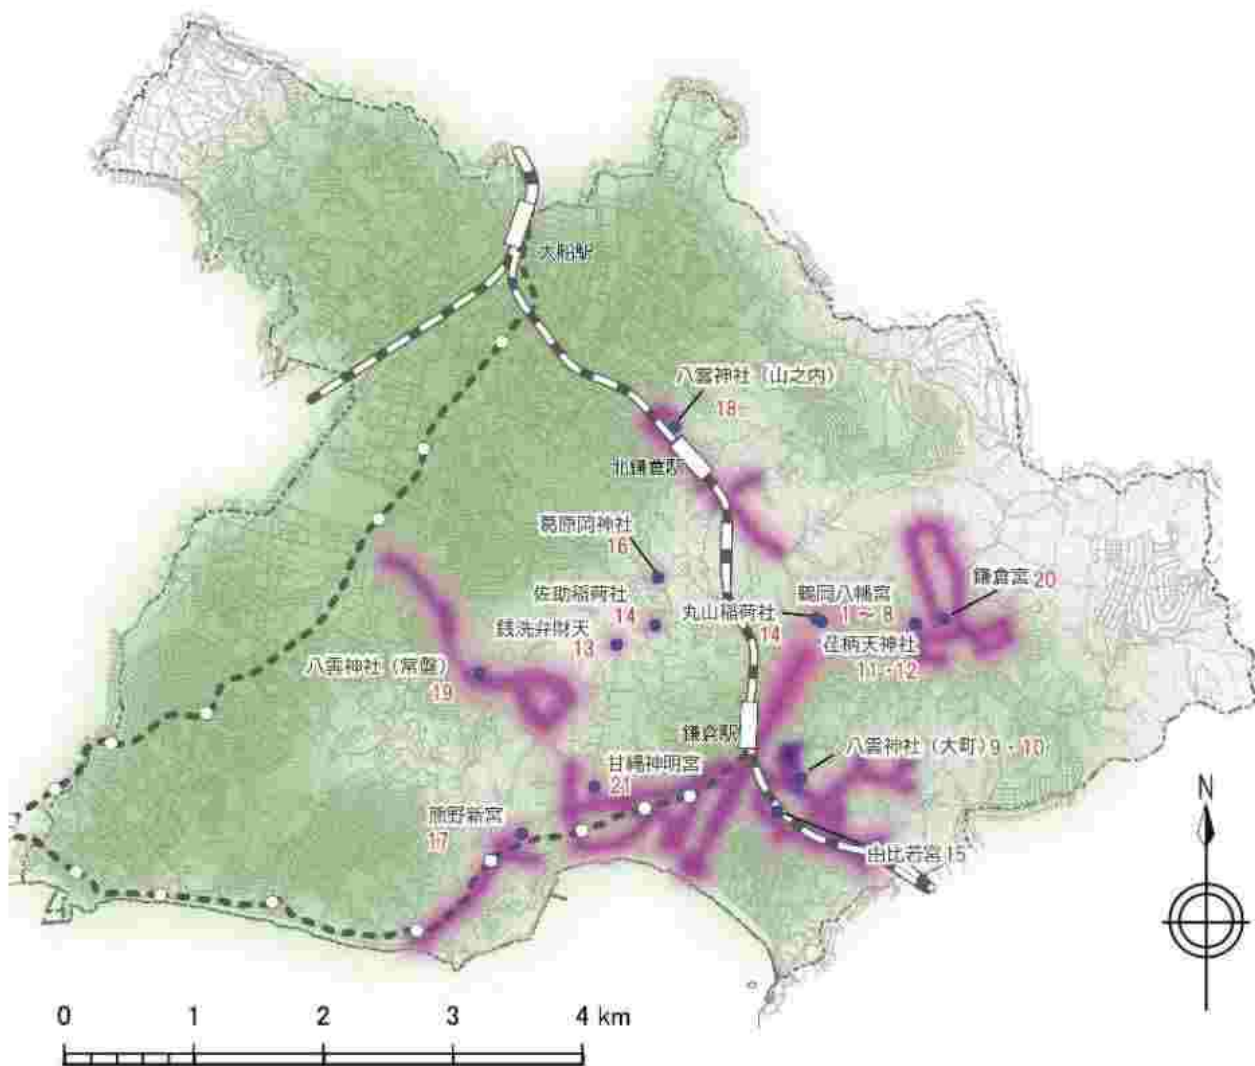 大船駅
八雲神社（山之内）
18
北鎌倉駅
葛原岡神社
16
佐助稲荷社
14
銭洗弁財天
13
丸山稲荷社
14
鶴岡八幡宮
1～8
鎌倉宮 20
荏柄天神社
11・12
八雲神社（常盤）
19
鎌倉駅
八雲神社（大町）9・10
甘縄神明宮
21
熊野新宮
17
由比若宮 15
N
0 1 2 3 4 km